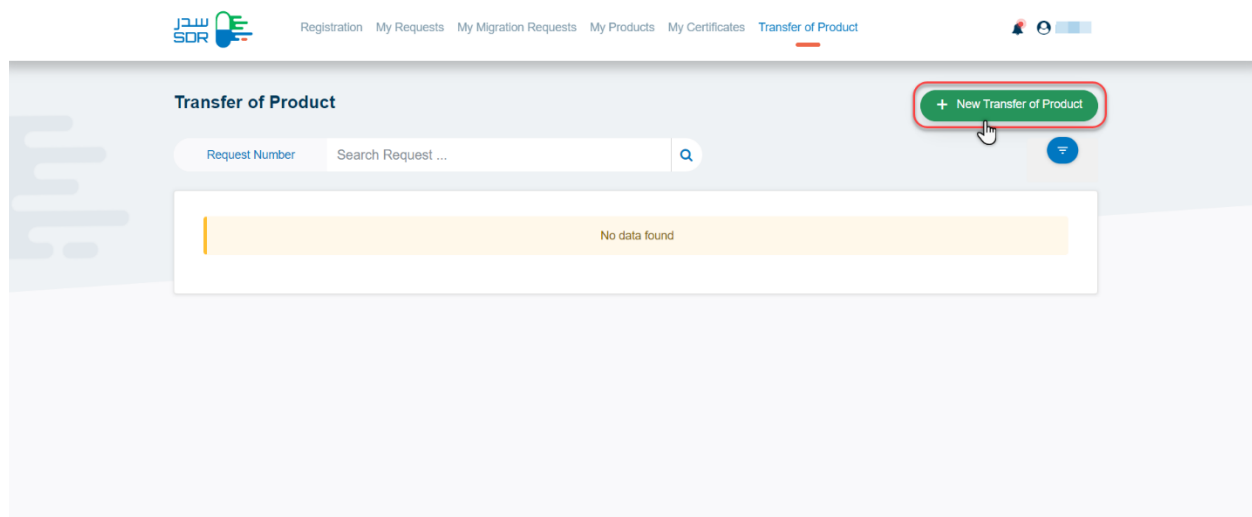 سدر
SDR
Registration My Requests My Migration Requests My Products My Certificates Transfer of Product
Transfer of Product
+ New Transfer of Product
Request Number Search Request ...
No data found